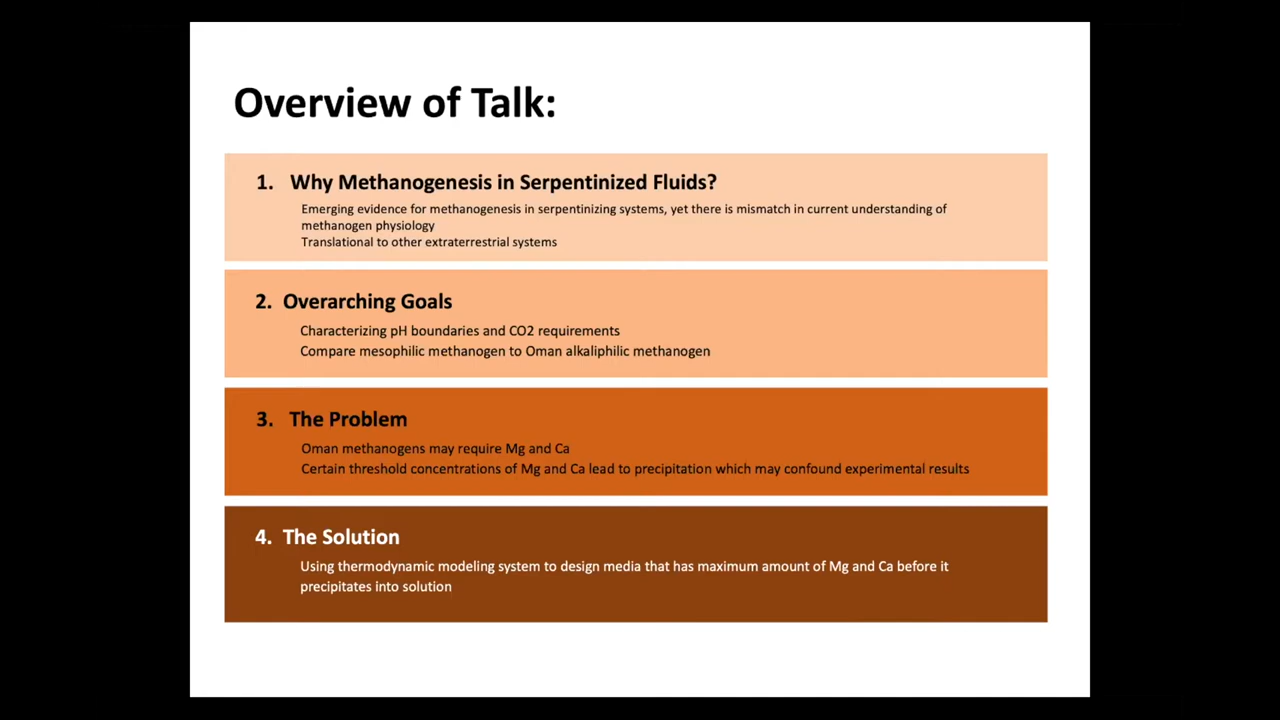 Overview of Talk:
1. Why Methanogenesis in Serpentinized Fluids?
Emerging evidence for methanogenesis in serpentinizing systems, yet there is mismatch in current understanding of
methanogen physiology
Translational to other extraterrestrial systems
2. Overarching Goals
Characterizing pH boundaries and CO2 requirements
Compare mesophilic methanogen to Oman alkaliphilic methanogen
3. The Problem
Oman methanogens may require Mg and Ca
Certain threshold concentrations of Mg and Ca lead to precipitation which may confound experimental results
4. The Solution
Using thermodynamic modeling system to design media that has maximum amount of Mg and Ca before it
precipitates into solution